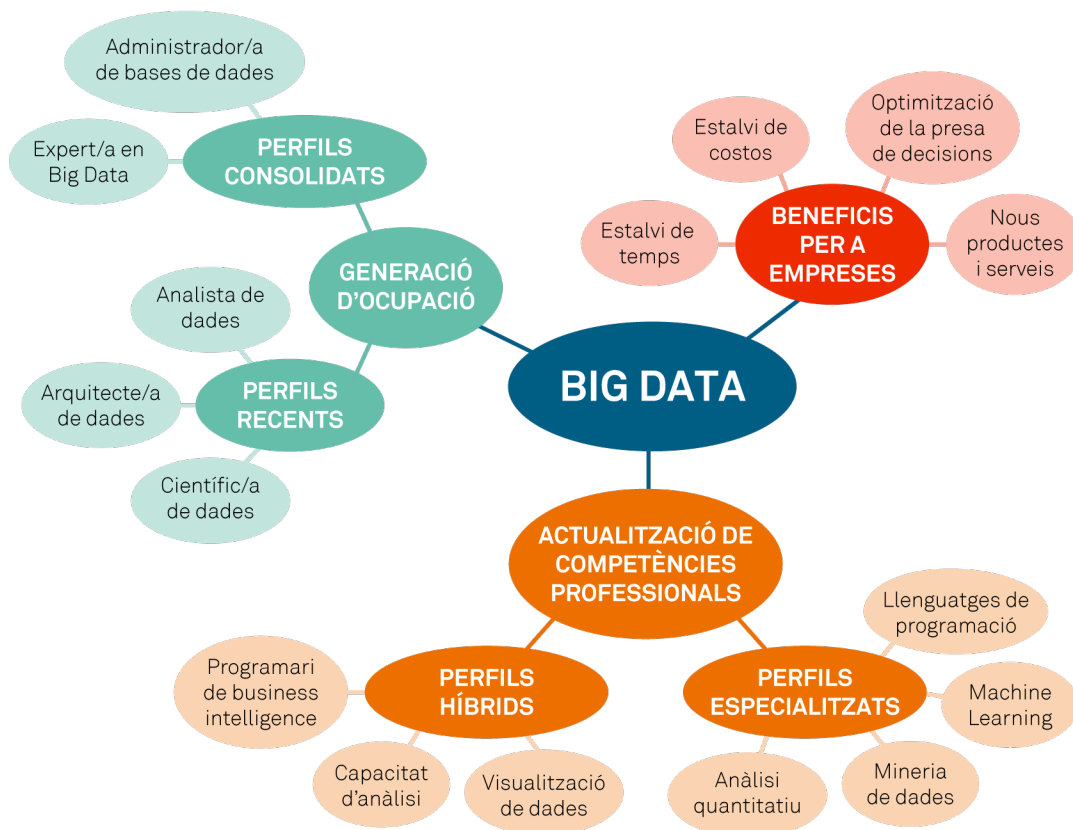 Administrador/a
de bases de dades
Expert/a en
Big Data
PERFILS
CONSOLIDATS
GENERACIÓ
D'OCUPACIÓ
Analista de
dades
Arquitecte/a
de dades
PERFILS
RECENTS
Científic/a
de dades
Estalvi de
costos
Optimització
de la presa
de decisions
Estalvi de
temps
BENEFICIS
PER A
EMPRESES
Nous
productes
i serveis
BIG DATA
ACTUALITZACIÓ DE
COMPETÈNCIES
PROFESSIONALS
Programari
de business
intelligence
PERFILS
HÍBRIDS
Capacitat
d'anàlisi
Visualització
de dades
Llenguatges de
programació
PERFILS
ESPECIALITZATS
Machine
Learning
Anàlisi
quantitatiu
Mineria
de dades